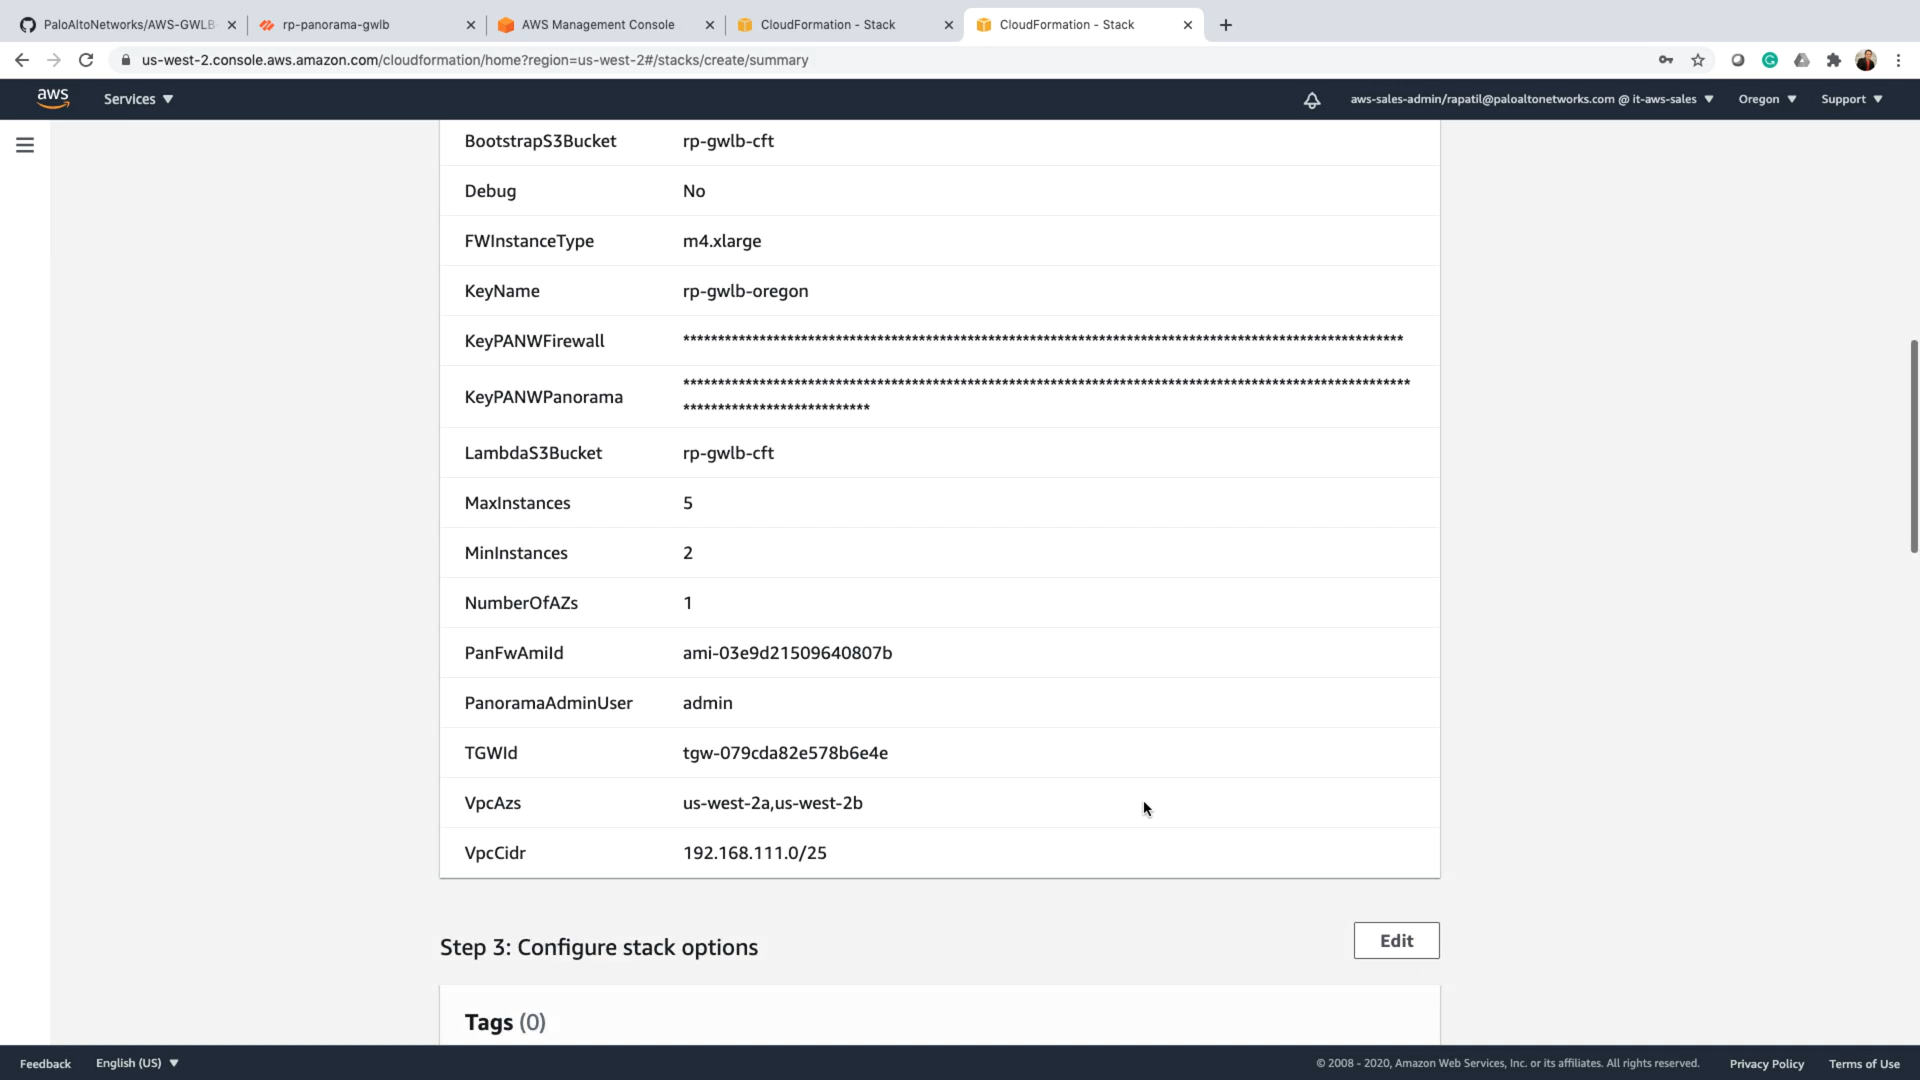 PaloAltoNetworks/AWS-GWLB-
rp-panorama-gwlb
AWS Management Console
CloudFormation - Stack
CloudFormation - Stack
us-west-2.console.aws.amazon.com/cloudformation/home?region=us-west-2#/stacks/create/summary
aws
Services
aws-sales-admin/rapatil@paloaltonetworks.com @ it-aws-sales
Oregon
Support
BootstrapS3Bucket rp-gwlb-cft
Debug No
FWInstanceType m4.xlarge
KeyName rp-gwlb-oregon
KeyPANWFirewall ********************************************************************************************************
KeyPANWPanorama *********************************************************************************************************
***************************
LambdaS3Bucket rp-gwlb-cft
MaxInstances 5
MinInstances 2
NumberOfAZs 1
PanFwAmiId ami-03e9d21509640807b
PanoramaAdminUser admin
TGWId tgw-079cda82e578b6e4e
VpcAzs us-west-2a,us-west-2b
VpcCidr 192.168.111.0/25
Step 3: Configure stack options
Edit
Tags (0)
Feedback
English (US)
© 2008 - 2020, Amazon Web Services, Inc. or its affiliates. All rights reserved.
Privacy Policy
Terms of Use